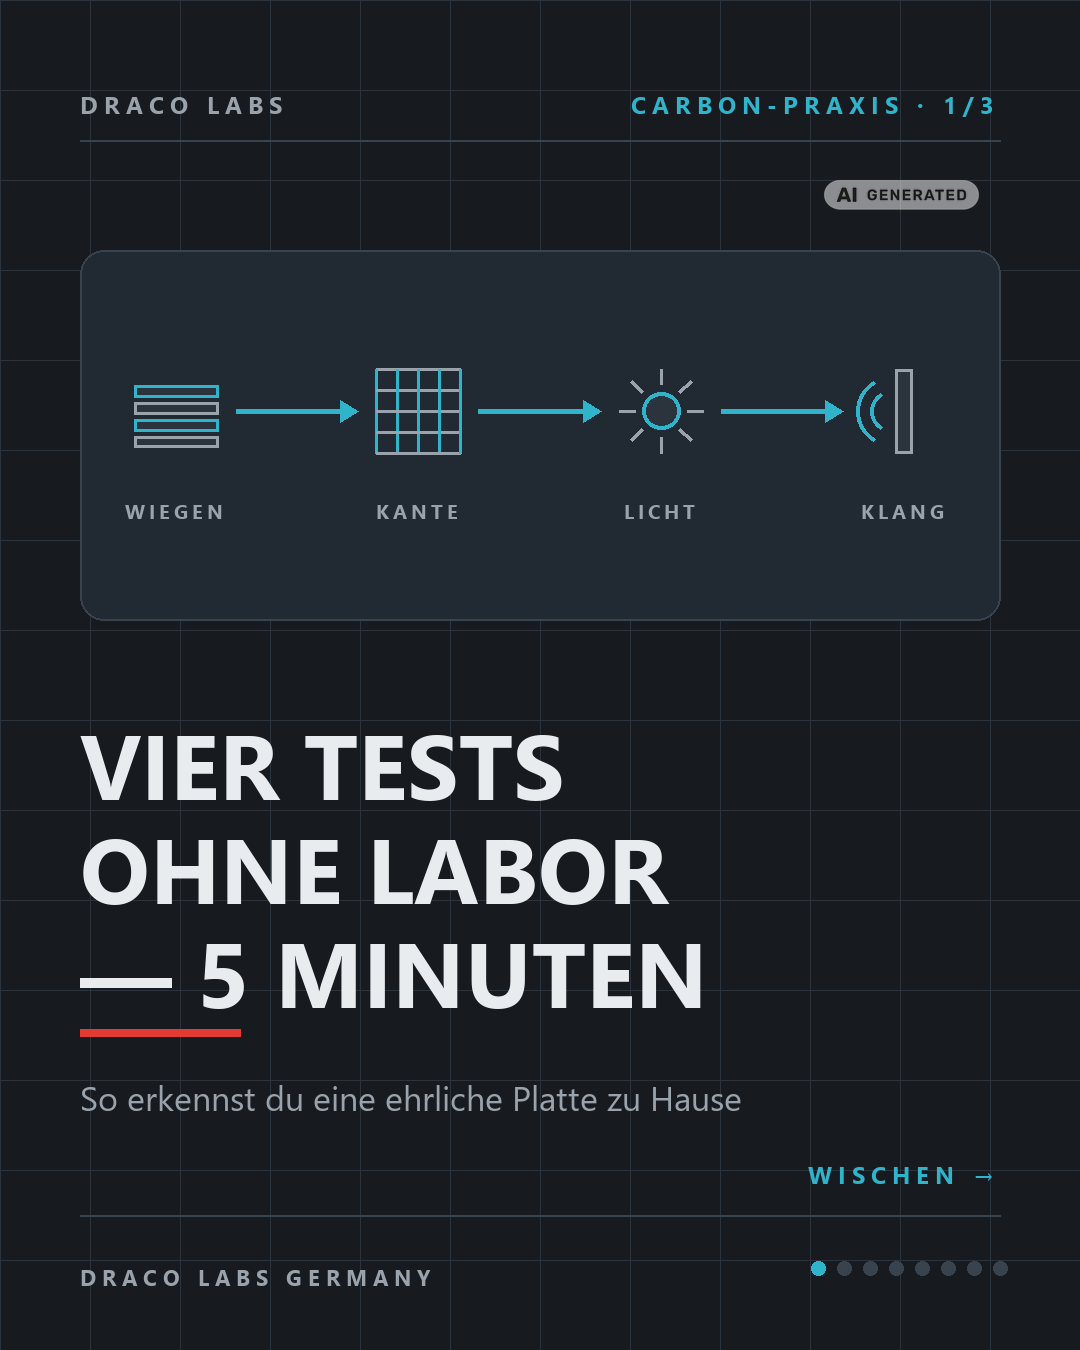 DRACO LABS
CARBON-PRAXIS · 1/3
AI GENERATED
WIEGEN
KANTE
LICHT
KLANG
VIER TESTS
OHNE LABOR
— 5 MINUTEN
So erkennst du eine ehrliche Platte zu Hause
WISCHEN →
DRACO LABS GERMANY